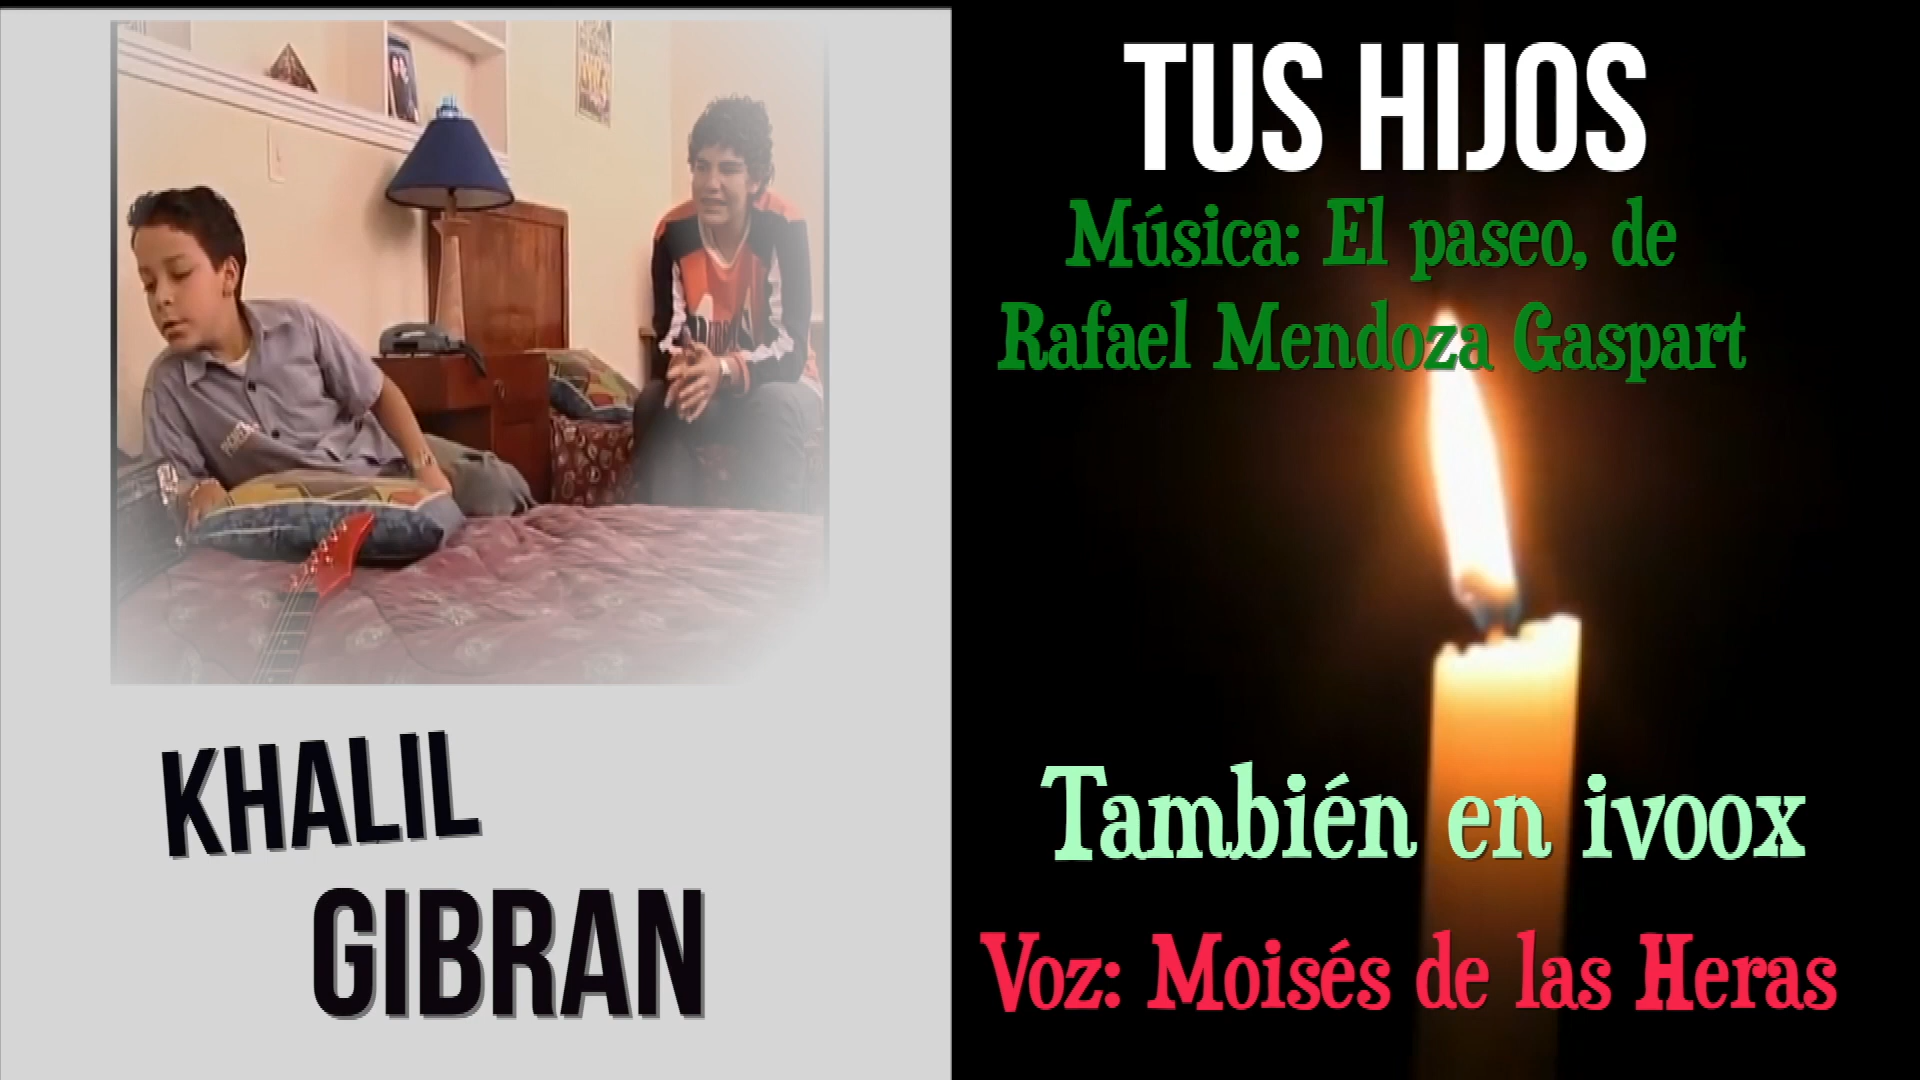 KHALIL
GIBRAN
TUS HIJOS
Música: El paseo, de
Rafael Mendoza Gaspart
También en ivoox
Voz: Moisés de las Heras